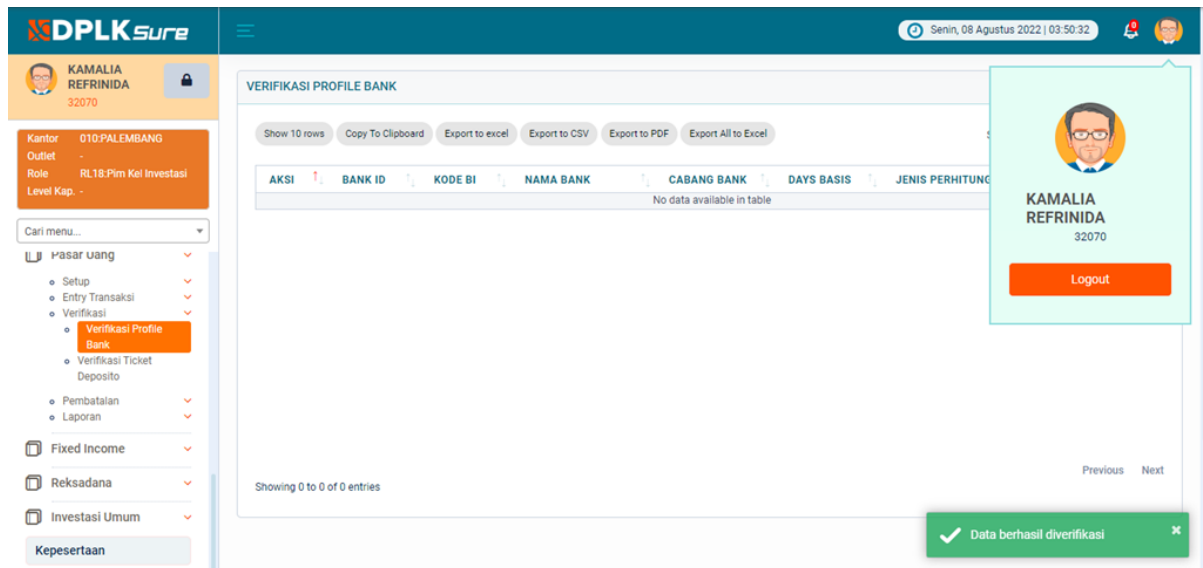 DPLKSure
Senin, 08 Agustus 2022 | 03:50:32
0
KAMALIA
REFRINIDA
32070
Kantor 010:PALEMBANG
Outlet -
Role RL18:Pim Kel Investasi
Level Kap. -
Cari menu...
Pasar Uang
Setup
Entry Transaksi
Verifikasi
Verifikasi Profile
Bank
Verifikasi Ticket
Deposito
Pembatalan
Laporan
Fixed Income
Reksadana
Investasi Umum
Kepesertaan
VERIFIKASI PROFILE BANK
Show 10 rows Copy To Clipboard Export to excel Export to CSV Export to PDF Export All to Excel
AKSI BANK ID KODE BI NAMA BANK CABANG BANK DAYS BASIS JENIS PERHITUNG
No data available in table
Showing 0 to 0 of 0 entries
Previous Next
KAMALIA
REFRINIDA
32070
Logout
Data berhasil diverifikasi ×